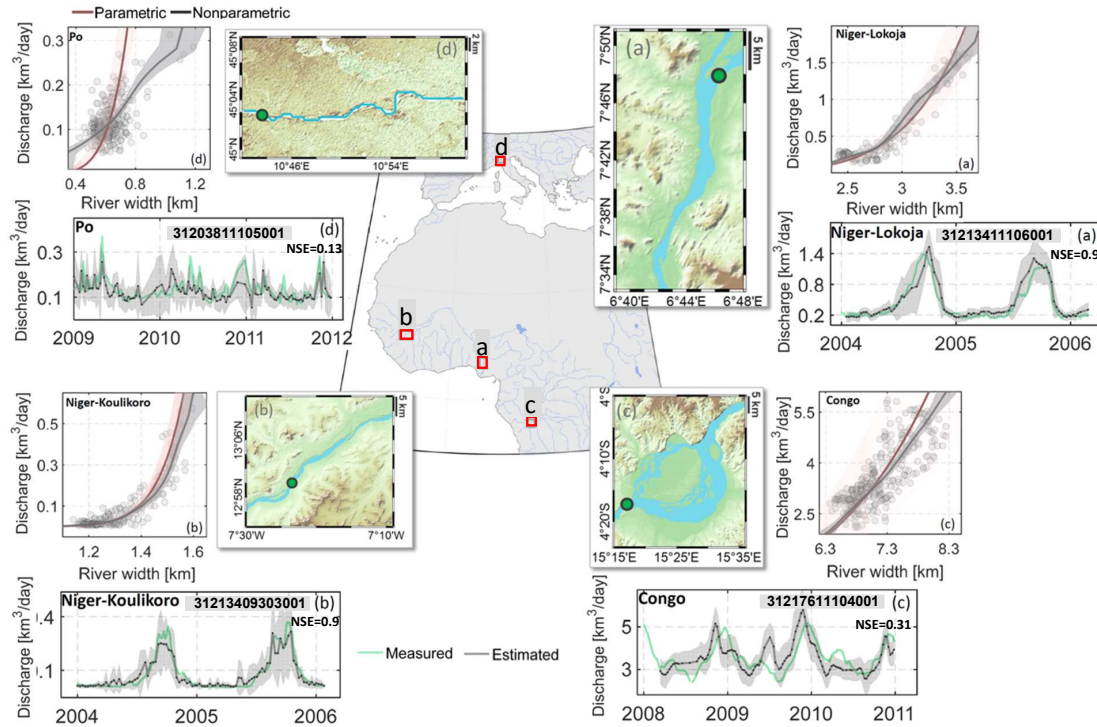 Parametric
Nonparametric
Discharge [km³/day]
0.3
0.2
0.1
Po
(d)
0.4
0.8
1.2
River width [km]
45°08'N
45°04'N
45°N
(d)
2 km
10°46'E
10°54'E
(a)
5 km
7°50'N
7°46'N
7°42'N
7°38'N
7°34'N
6°40'E
6°44'E
6°48'E
Discharge [km³/day]
Niger-Lokoja
1.5
1
0.5
(a)
2.5
3
3.5
River width [km]
Discharge [km³/day]
Po
31203811105001
(d)
NSE=0.13
0.3
0.1
2009
2010
2011
2012
d
b
a
c
Discharge [km³/day]
Niger-Lokoja
31213411106001
(a)
NSE=0.9
1.4
0.8
0.2
2004
2005
2006
Discharge [km³/day]
Niger-Koulikoro
0.5
0.3
0.1
(b)
1.2
1.4
1.6
River width [km]
(b)
5 km
13°06'N
12°58'N
7°30'W
7°10'W
(c)
5 km
4°S
4°10'S
4°20'S
15°15'E
15°25'E
15°35'E
Discharge [km³/day]
Congo
5.5
4.5
3.5
2.5
(c)
6.3
7.3
8.3
River width [km]
Discharge [km³/day]
Niger-Koulikoro
31213409303001
(b)
NSE=0.9
0.4
0.1
2004
2005
2006
Measured
Estimated
Discharge [km³/day]
Congo
31217611104001
(c)
NSE=0.31
5
3
2008
2009
2010
2011